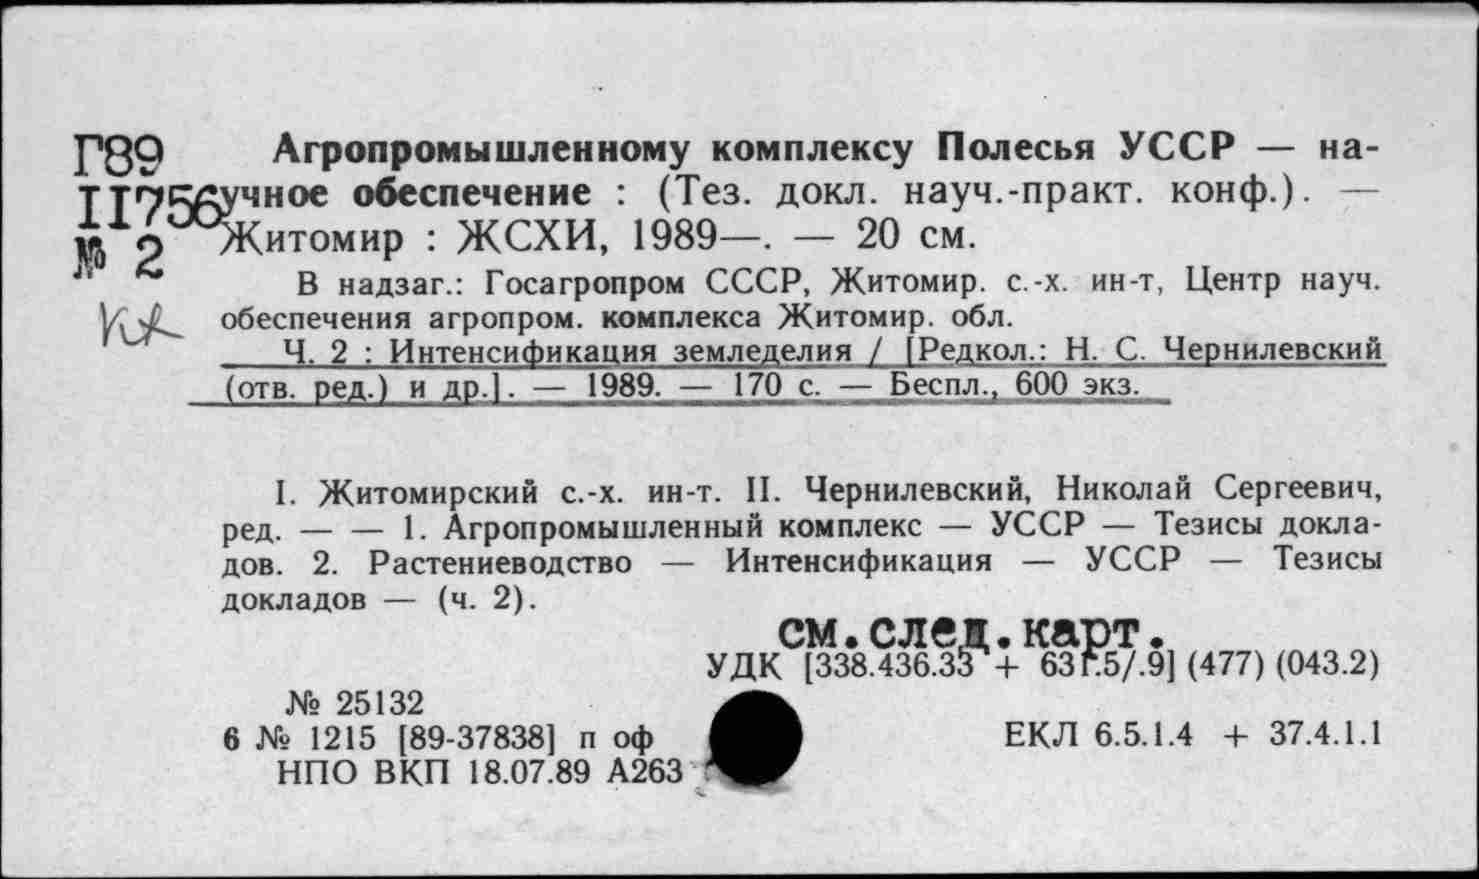 Г89 Агропромышленному комплексу Полесья УССР — на-
11756 учное обеспечение : (Тез. докл. науч.-практ. конф.). —
№ 2 Житомир : ЖСХИ, 1989—. — 20 см.
В надзаг.: Госагропром СССР, Житомир. с.-х. ин-т, Центр науч.
обеспечения агропром. комплекса Житомир. обл.
Ч. 2 : Интенсификация земледелия / [Редкол.: Н. С. Чернилевский
(отв. ред.) и др.]. — 1989. — 170 с. — Беспл., 600 экз.
I. Житомирский с.-х. ин-т. II. Чернилевский, Николай Сергеевич,
ред. — — 1. Агропромышленный комплекс — УССР — Тезисы докла-
дов. 2. Растениеводство — Интенсификация — УССР — Тезисы
докладов — (ч. 2).
см.след.карт.
УДК [338.436.33 + 631.5/.9] (477) (043.2)
№ 25132
6 № 1215 [89-37838] п оф ЕКЛ 6.5.1.4 + 37.4.1.1
НПО ВКП 18.07.89 А263